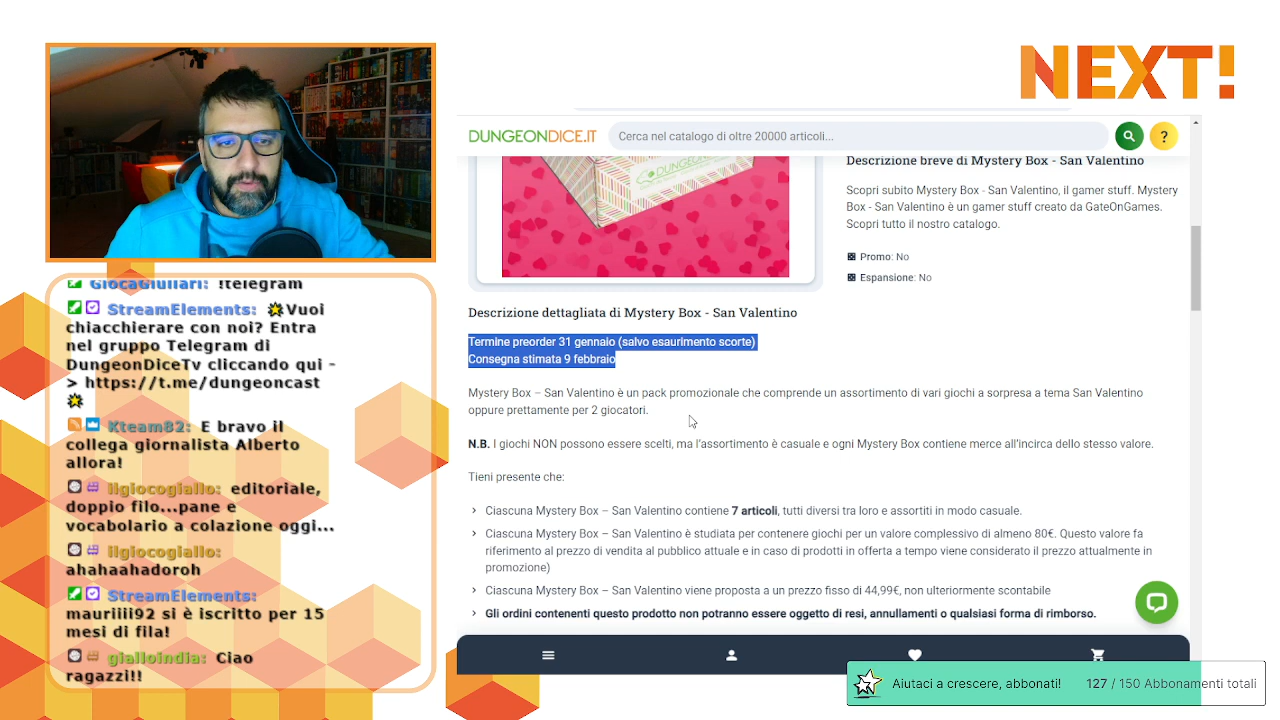 NEXT!
DUNGEONDICE.IT
Cerca nel catalogo di oltre 20000 articoli...
?
DUNGEON
Descrizione breve di Mystery Box - San Valentino
Scopri subito Mystery Box - San Valentino, il gamer stuff. Mystery
Box - San Valentino è un gamer stuff creato da GateOnGames.
Scopri tutto il nostro catalogo.
Promo: No
Espansione: No
Descrizione dettagliata di Mystery Box - San Valentino
Termine preorder 31 gennaio (salvo esaurimento scorte)
Consegna stimata 9 febbraio
Mystery Box – San Valentino è un pack promozionale che comprende un assortimento di vari giochi a sorpresa a tema San Valentino
oppure prettamente per 2 giocatori.
N.B. I giochi NON possono essere scelti, ma l'assortimento è casuale e ogni Mystery Box contiene merce all'incirca dello stesso valore.
Tieni presente che:
Ciascuna Mystery Box – San Valentino contiene 7 articoli, tutti diversi tra loro e assortiti in modo casuale.
Ciascuna Mystery Box – San Valentino è studiata per contenere giochi per un valore complessivo di almeno 80€. Questo valore fa
riferimento al prezzo di vendita al pubblico attuale e in caso di prodotti in offerta a tempo viene considerato il prezzo attualmente in
promozione)
Ciascuna Mystery Box – San Valentino viene proposta a un prezzo fisso di 44,99€, non ulteriormente scontabile
Gli ordini contenenti questo prodotto non potranno essere oggetto di resi, annullamenti o qualsiasi forma di rimborso.
GiocaGiullari: !telegram
StreamElements: Vuoi
chiacchierare con noi? Entra
nel gruppo Telegram di
DungeonDiceTv cliccando qui -
> https://t.me/dungeoncast
Kteam82: E bravo il
collega giornalista Alberto
allora!
ilgiocogiallo: editoriale,
doppio filo...pane e
vocabolario a colazione oggi...
ilgiocogiallo:
ahahaahadoroh
StreamElements:
mauriiii92 si è iscritto per 15
mesi di fila!
gialloindia: Ciao
ragazzi!!
Aiutaci a crescere, abbonati! 127 / 150 Abbonamenti totali